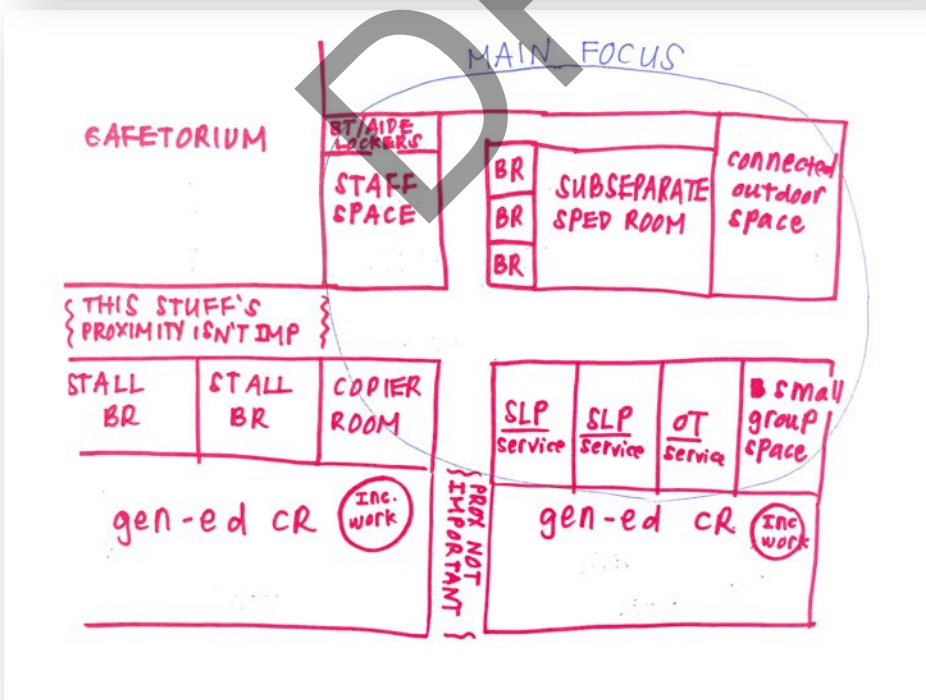 MAIN FOCUS
CAFETORIUM
BT/AIDE
LOCKERS
STAFF
SPACE
BR
BR
BR
SUBSEPARATE
SPED ROOM
connected
outdoor
space
THIS STUFF'S
PROXIMITY ISN'T IMP
STALL
BR
STALL
BR
COPIER
ROOM
SLP
service
SLP
service
OT
service
small
group
space
gen-ed CR
Inc.
work
PROX NOT
IMPORTANT
gen-ed CR
Inc
work